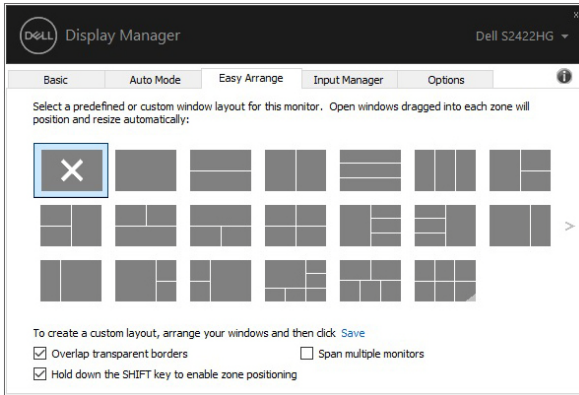 DELL Display Manager
Dell S2422HG
Basic
Auto Mode
Easy Arrange
Input Manager
Options
Select a predefined or custom window layout for this monitor. Open windows dragged into each zone will
position and resize automatically:
To create a custom layout, arrange your windows and then click Save
Overlap transparent borders
Span multiple monitors
Hold down the SHIFT key to enable zone positioning